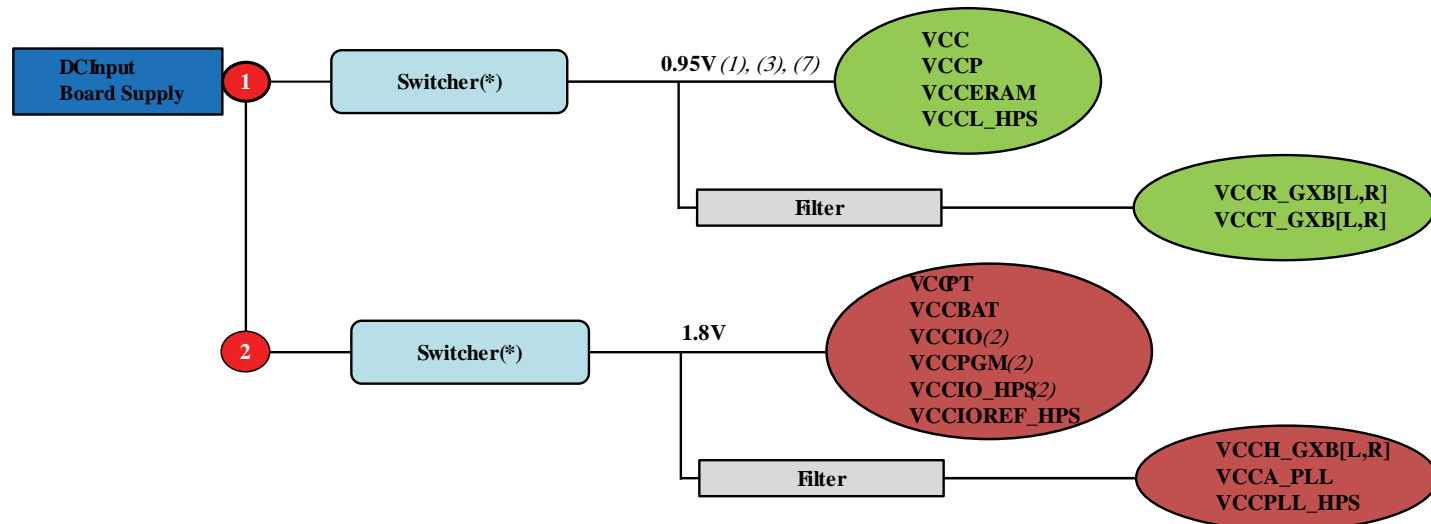 DCInput
Board Supply
1
Switcher(*)
0.95V (1), (3), (7)
VCC
VCCP
VCCERAM
VCCL_HPS
Filter
VCCR_GXB[L,R]
VCCT_GXB[L,R]
2
Switcher(*)
1.8V
VCCPT
VCCBAT
VCCIO(2)
VCCPGM(2)
VCCIO_HPS(2)
VCCIOREF_HPS
Filter
VCCH_GXB[L,R]
VCCA_PLL
VCCPLL_HPS